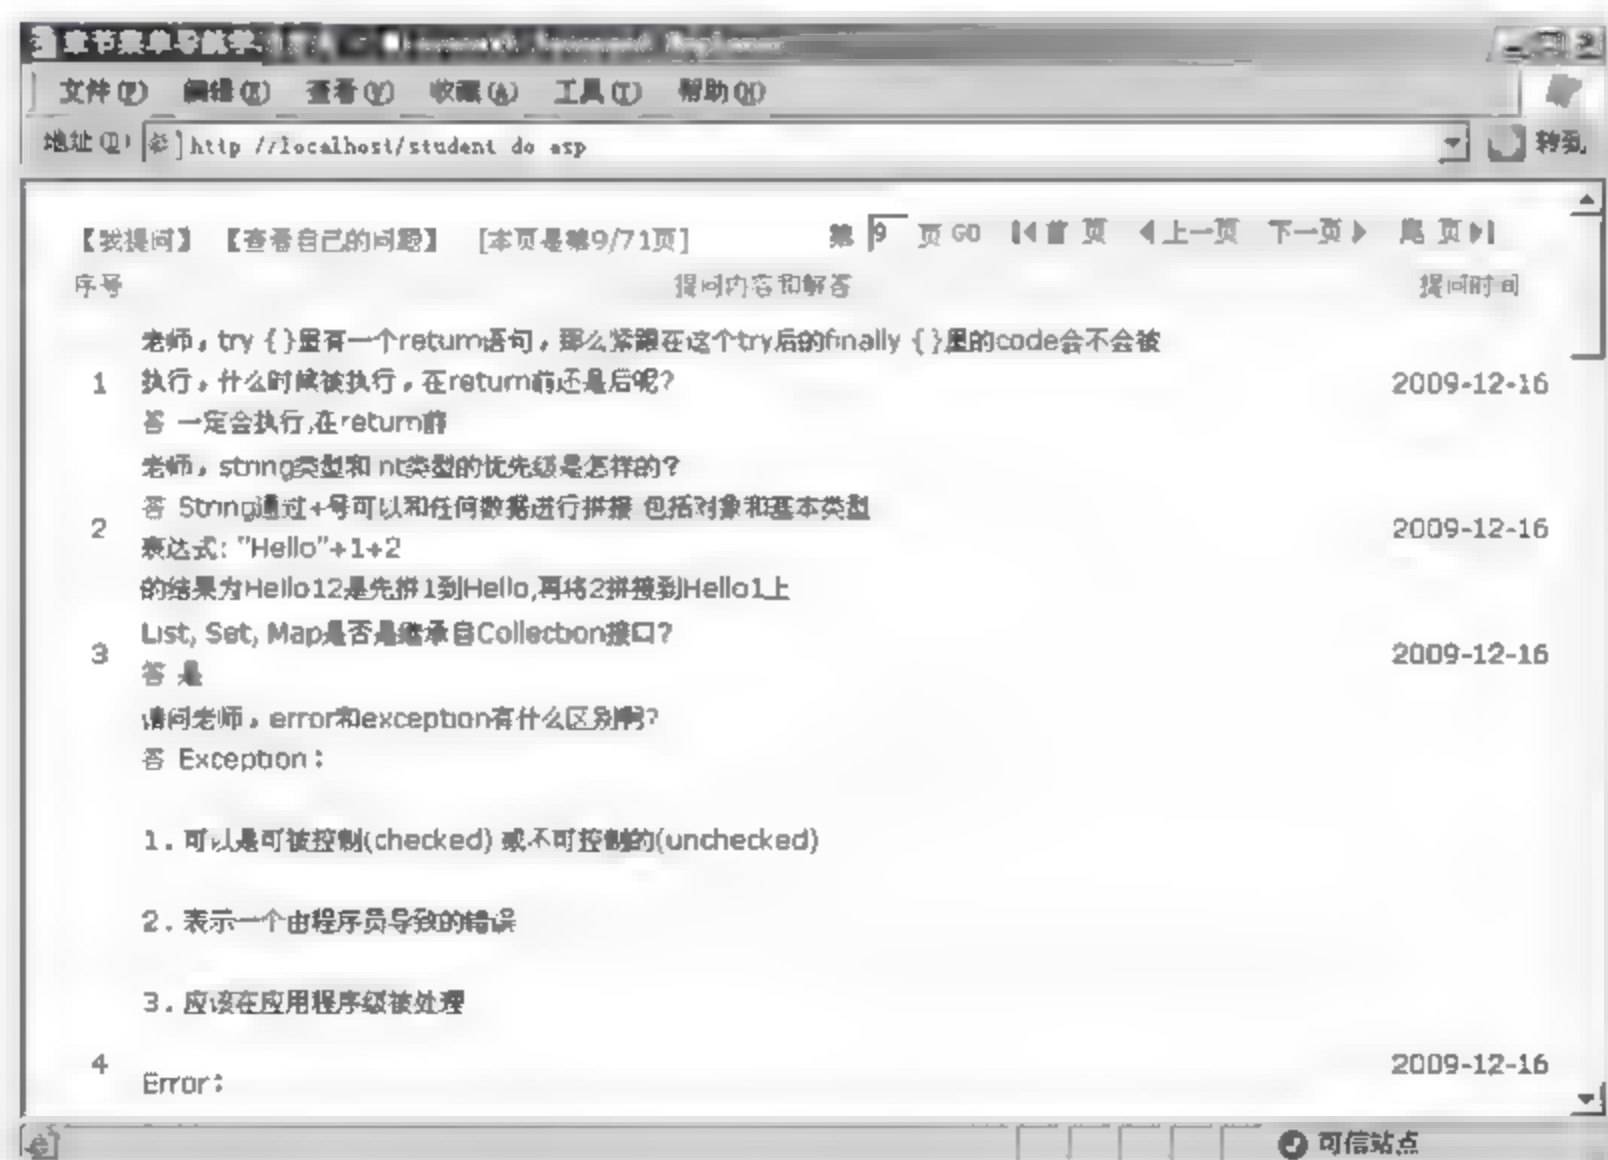 章节菜单导航学
文件(F) 编辑(E) 查看(V) 收藏(A) 工具(T) 帮助(H)
地址(D) http //localhost/student do asp 转到
【我提问】 【查看自己的问题】 [本页是第9/71页] 第 9 页 GO 首 页 上一页 下一页 尾 页
序号 提问内容和解答 提问时间
老师，try { }里有一个return语句，那么紧跟在这个try后的finally { }里的code会不会被
1 执行，什么时候被执行，在return前还是后呢? 2009-12-16
答 一定会执行,在return前
老师，string类型和 nt类型的优先级是怎样的?
答 String通过+号可以和任何数据进行拼接 包括对象和基本类型
2 2009-12-16
表达式: "Hello"+1+2
的结果为Hello12是先拼1到Hello,再将2拼接到Hello1上
List, Set, Map是否是继承自Collection接口?
3 2009-12-16
答 是
请问老师，error和exception有什么区别啊?
答 Exception：
1. 可以是可被控制(checked) 或不可控制的(unchecked)
2. 表示一个由程序员导致的错误
3. 应该在应用程序级被处理
4 2009-12-16
Error：
可信站点